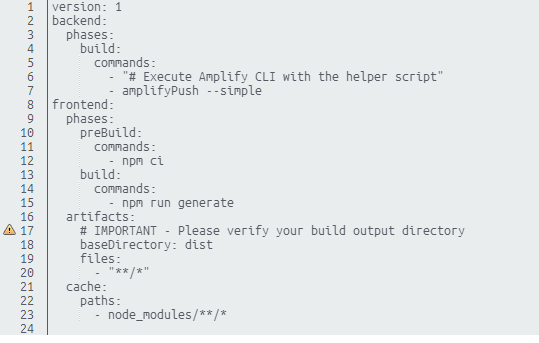 1 version: 1
2 backend:
3   phases:
4     build:
5       commands:
6         - "# Execute Amplify CLI with the helper script"
7         - amplifyPush --simple
8 frontend:
9   phases:
10     preBuild:
11       commands:
12         - npm ci
13     build:
14       commands:
15         - npm run generate
16   artifacts:
17     # IMPORTANT - Please verify your build output directory
18     baseDirectory: dist
19     files:
20       - "**/*"
21   cache:
22     paths:
23       - node_modules/**/*
24